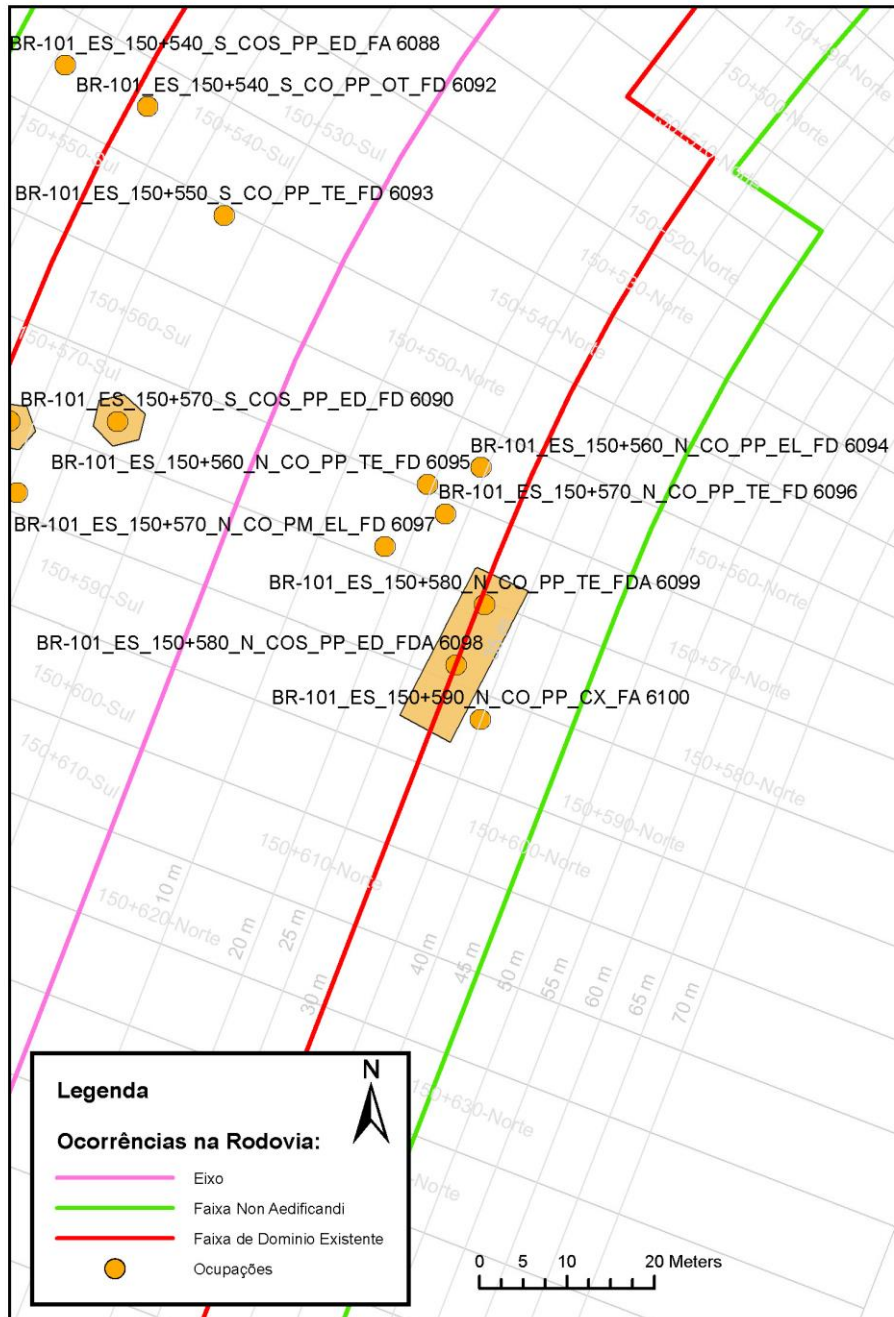 150+490-Norte
BR-101_ES_150+540_S_COS_PP_ED_FA 6088
150+500-Norte
BR-101_ES_150+540_S_CO_PP_OT_FD 6092
150+530-Sul
150+510-Norte
150+540-Sul
150+550-Sul
BR-101_ES_150+550_S_CO_PP_TE_FD 6093
150+520-Norte
150+530-Norte
150+560-Sul
150+540-Norte
150+570-Sul
150+550-Norte
BR-101_ES_150+570_S_COS_PP_ED_FD 6090
BR-101_ES_150+560_N_CO_PP_EL_FD 6094
BR-101_ES_150+560_N_CO_PP_TE_FD 6095
BR-101_ES_150+570_N_CO_PP_TE_FD 6096
BR-101_ES_150+570_N_CO_PM_EL_FD 6097
150+560-Norte
150+590-Sul
BR-101_ES_150+580_N_CO_PP_TE_FDA 6099
BR-101_ES_150+580_N_COS_PP_ED_FDA 6098
150+570-Norte
150+600-Sul
BR-101_ES_150+590_N_CO_PP_CX_FA 6100
150+580-Norte
150+610-Sul
150+590-Norte
150+600-Norte
150+610-Norte
150+620-Norte
10 m
20 m
25 m
30 m
40 m
45 m
50 m
55 m
60 m
65 m
70 m
150+630-Norte
-Norte
N
Legenda
Ocorrências na Rodovia:
Eixo
Faixa Non Aedificandi
Faixa de Dominio Existente
Ocupações
0 5 10 20 Meters